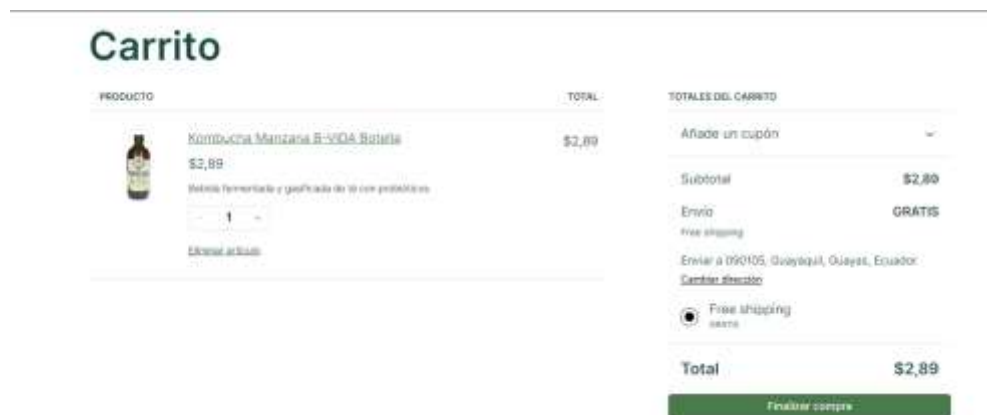 Carrito
PRODUCTO
TOTAL
Kombucha Manzana B-VIDA Botella
$2,89
$2,89
Bebida fermentada y gasificada de té con probióticos
- 1 +
Eliminar artículo
TOTALES DEL CARRITO
Añade un cupón
Subtotal $2,89
Envío GRATIS
Free shipping
Enviar a 090105, Guayaquil, Guayas, Ecuador.
Cambiar dirección
Free shipping
GRATIS
Total $2,89
Finalizar compra